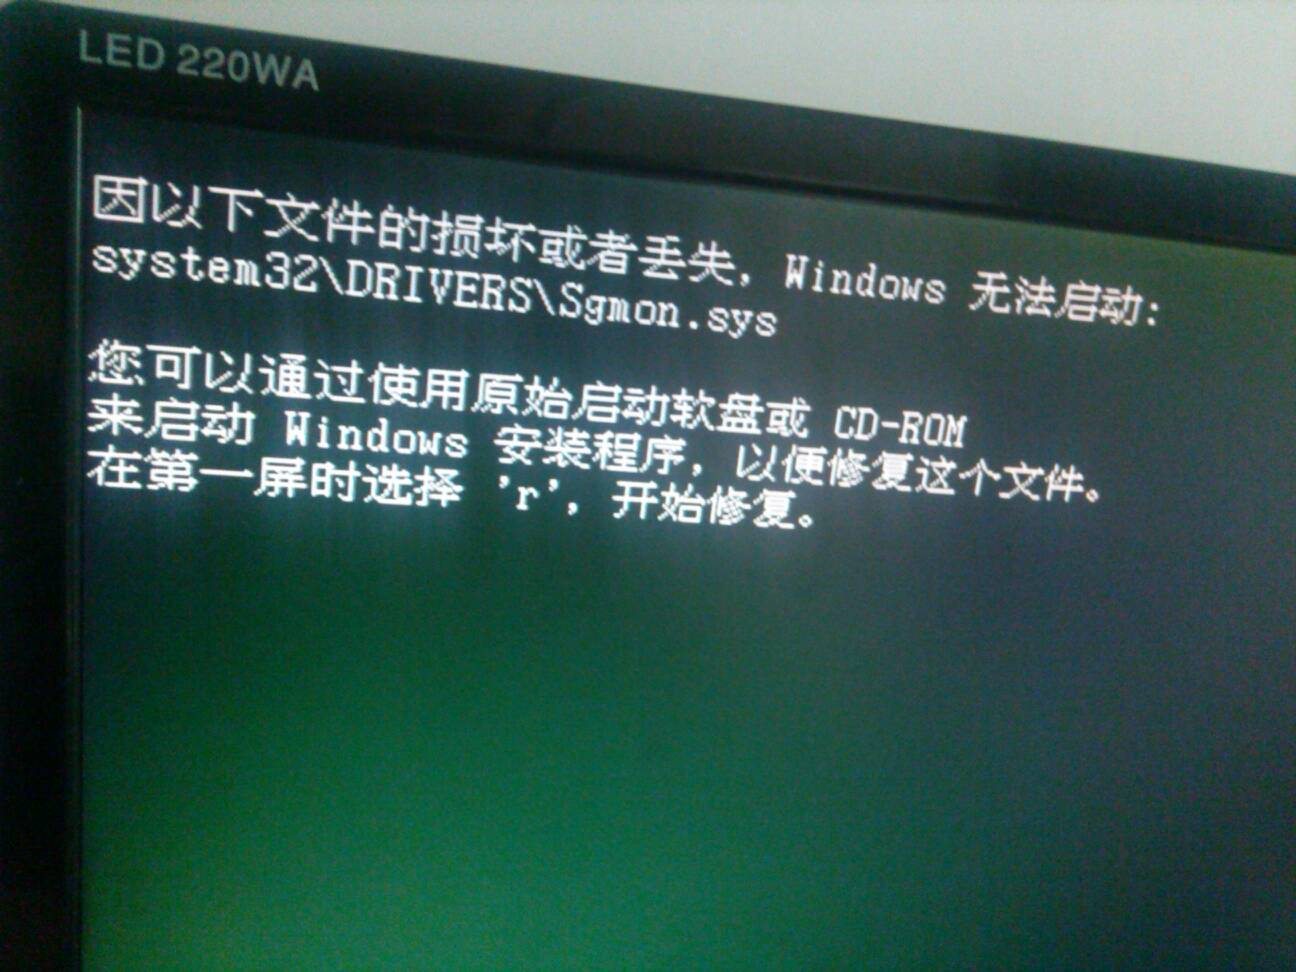 LED 220WA
因以下文件的损坏或者丢失，Windows 无法启动:
system32\DRIVERS\Sgmon.sys
您可以通过使用原始启动软盘或 CD-ROM
来启动 Windows 安装程序，以便修复这个文件。
在第一屏时选择 'r'，开始修复。